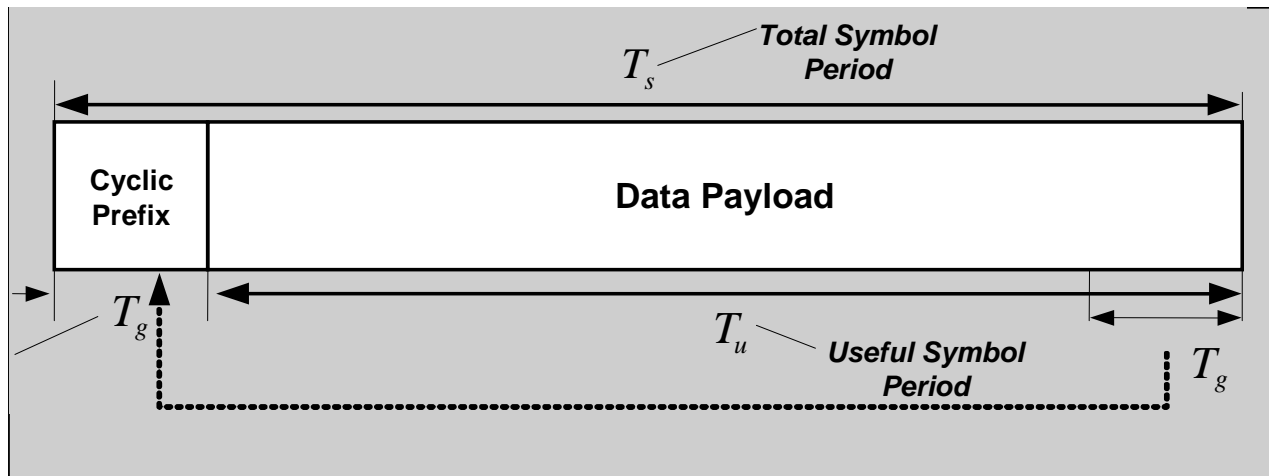 Total Symbol
Period
T_s
Cyclic
Prefix
Data Payload
T_g
T_u
Useful Symbol
Period
T_g